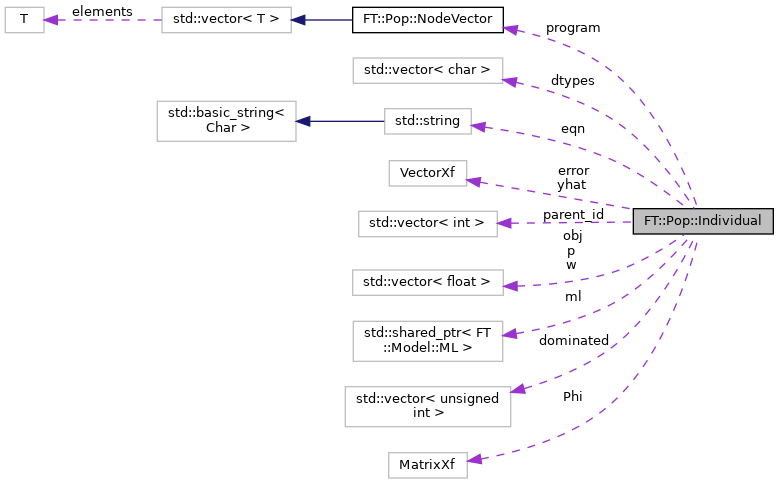 T
elements
std::vector< T >
FT::Pop::NodeVector
program
std::vector< char >
dtypes
std::basic_string<
Char >
std::string
eqn
VectorXf
error
yhat
std::vector< int >
parent_id
FT::Pop::Individual
obj
p
w
std::vector< float >
ml
std::shared_ptr< FT
::Model::ML >
dominated
std::vector< unsigned
int >
Phi
MatrixXf